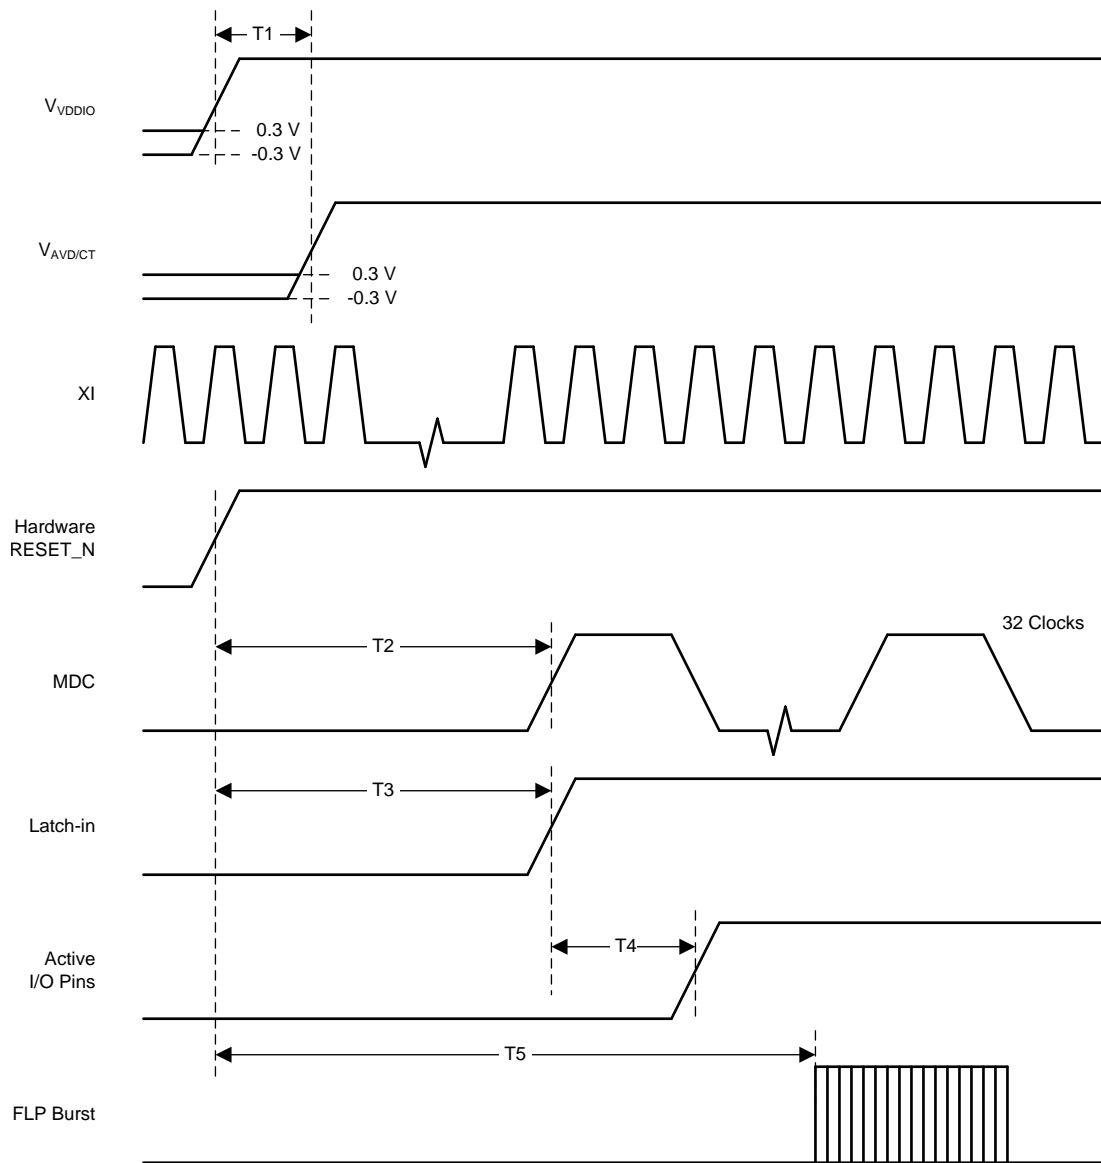 T1
VVDDIO
0.3 V
-0.3 V
VAVD/CT
0.3 V
-0.3 V
XI
Hardware
RESET_N
32 Clocks
T2
MDC
T3
Latch-in
T4
Active
I/O Pins
T5
FLP Burst